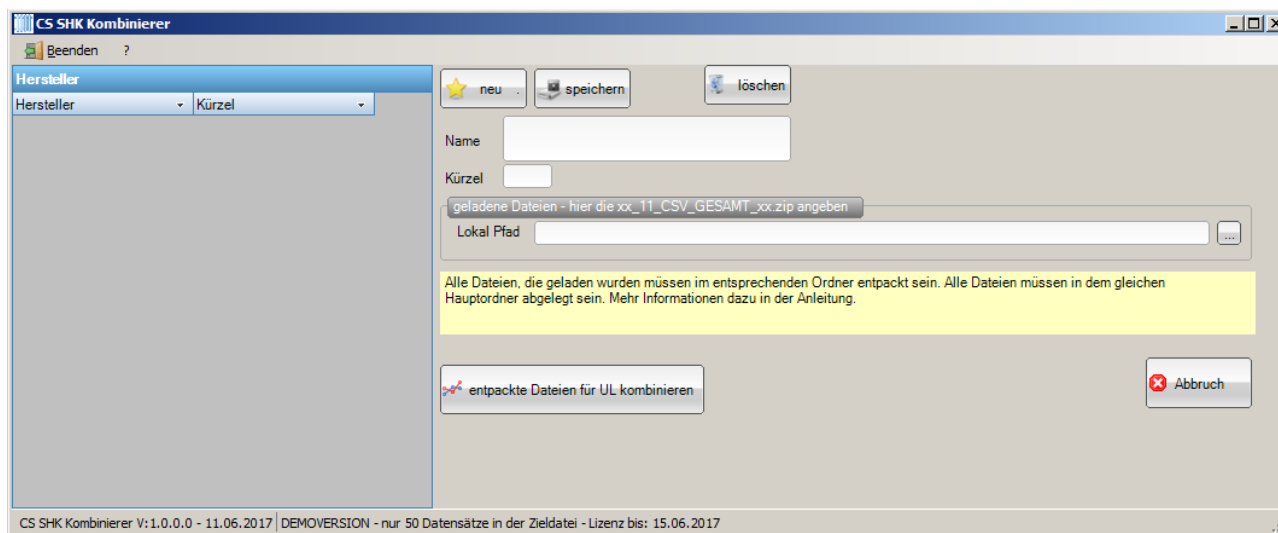 CS SHK Kombinierer
Beenden ?
Hersteller
Hersteller Kürzel
neu . speichern löschen
Name
Kürzel
geladene Dateien - hier die xx_11_CSV_GESAMT_xx.zip angeben
Lokal Pfad ...
Alle Dateien, die geladen wurden müssen im entsprechenden Ordner entpackt sein. Alle Dateien müssen in dem gleichen
Hauptordner abgelegt sein. Mehr Informationen dazu in der Anleitung.
entpackte Dateien für UL kombinieren
Abbruch
CS SHK Kombinierer V:1.0.0.0 - 11.06.2017 DEMOVERSION - nur 50 Datensätze in der Zieldatei - Lizenz bis: 15.06.2017